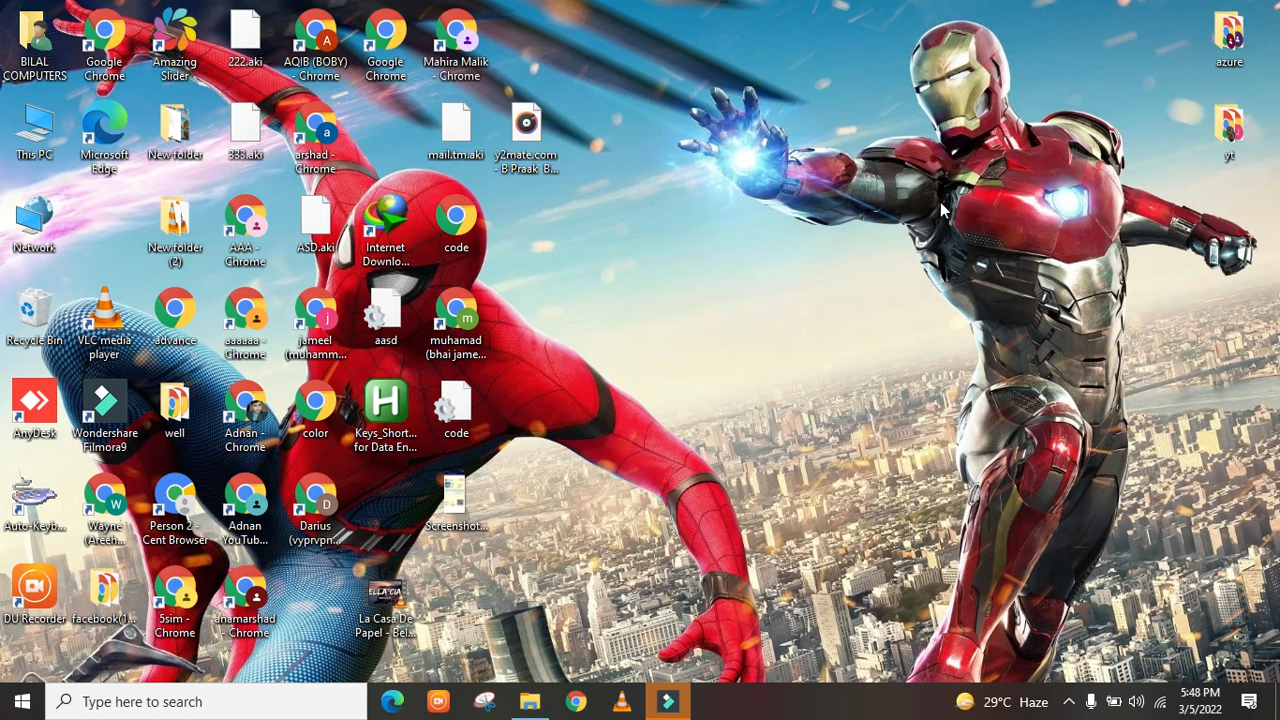 BILAL
COMPUTERS
Google
Chrome
Amazing
Slider
222.aki
AQIB (BOBY)
- Chrome
Google
Chrome
Mahira Malik
- Chrome
azure
This PC
Microsoft
Edge
New folder
333.aki
arshad -
Chrome
mail.tm.aki
y2mate.com
- B Praak B...
yt
Network
New folder
(2)
AAA -
Chrome
ASD.aki
Internet
Downlo...
code
Recycle Bin
VLC media
player
advance
aaaaaa -
Chrome
jameel
(muhamm...
aasd
muhamad
(bhai jame...
AnyDesk
Wondershare
Filmora9
well
Adnan -
Chrome
color
Keys_Short...
for Data En...
code
Auto-Keyb...
Wayne
(Areeh...
Person 2 -
Cent Browser
Adnan
YouTub...
Darius
(vyprvpn...
Screenshot...
DU Recorder
facebook(1...
5sim -
Chrome
anamarshad
- Chrome
ELLA CIA
La Casa De
Papel - Bel...
Type here to search
29°C Haze
5:48 PM
3/5/2022